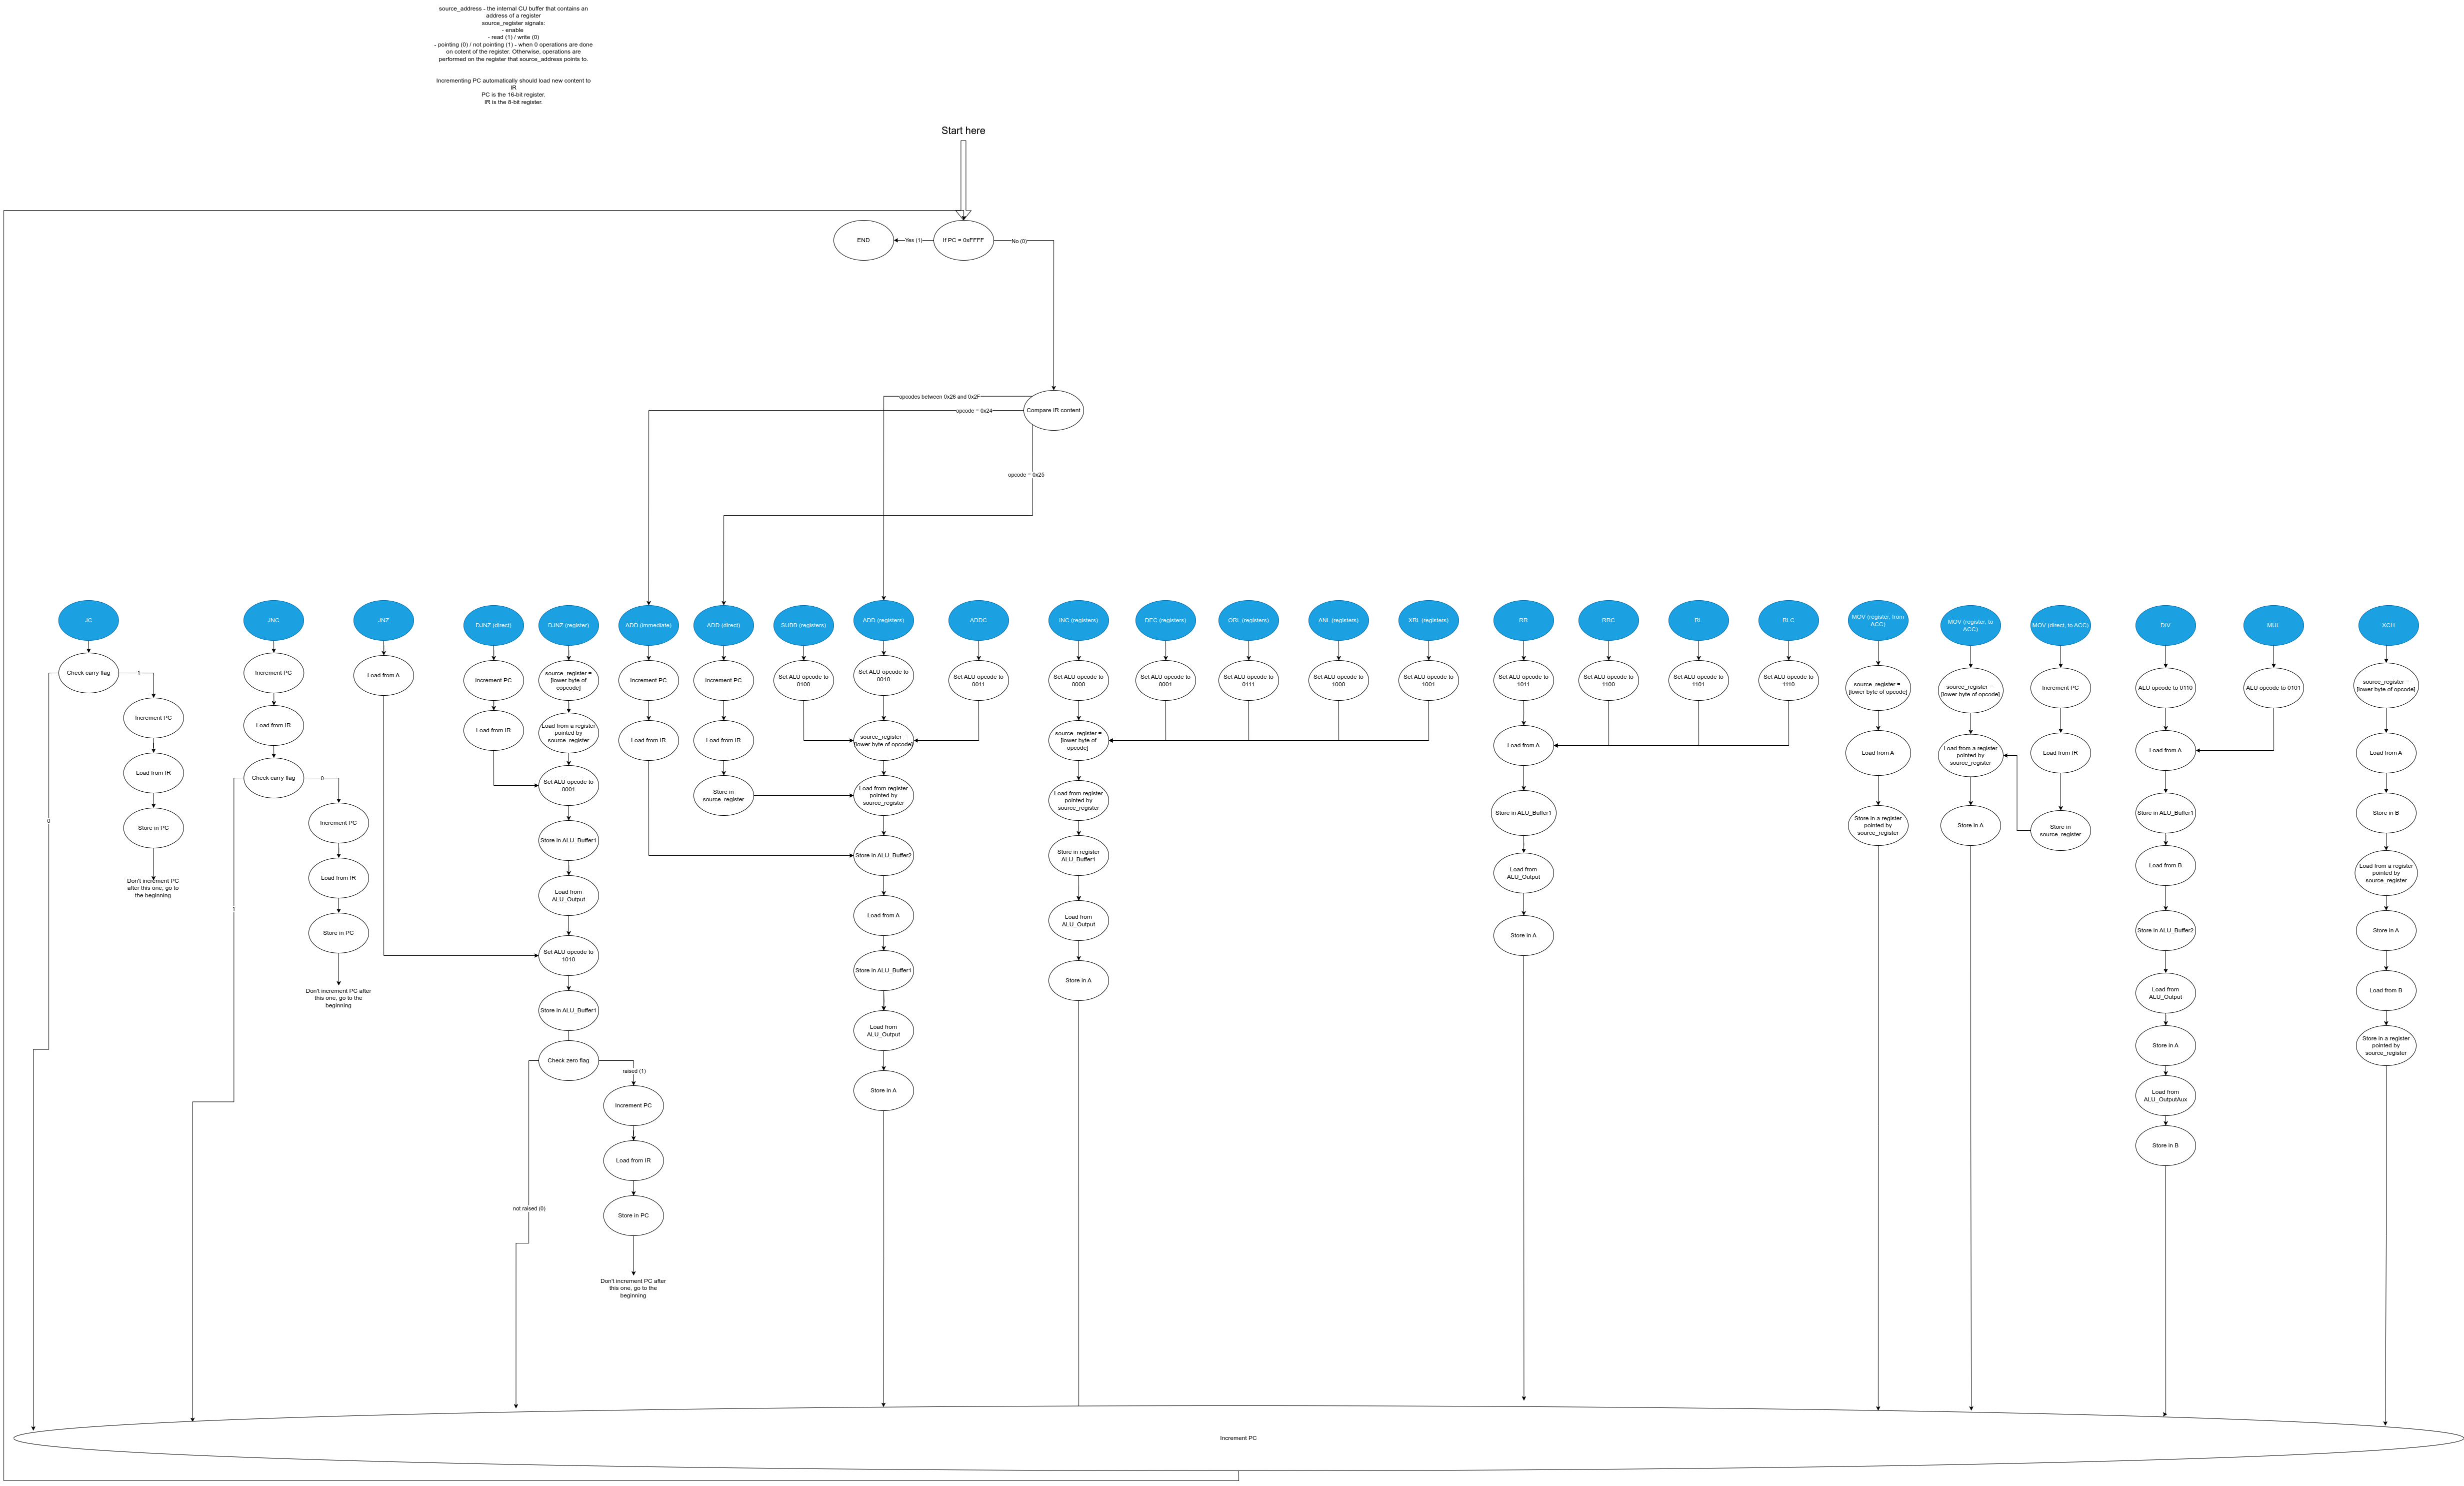 source_address - the internal CU buffer that contains an
address of a register
source_register signals:
- enable
- read (1) / write (0)
- pointing (0) / not pointing (1) - when 0 operations are done
on cotent of the register. Otherwise, operations are
performed on the register that source_address points to.
Incrementing PC automatically should load new content to
IR
PC is the 16-bit register.
IR is the 8-bit register.
Start here
END
Yes (1)
If PC = 0xFFFF
No (0)
opcodes between 0x26 and 0x2F
opcode = 0x24
Compare IR content
opcode = 0x25
JC
Check carry flag
1
0
Increment PC
Load from IR
Store in PC
Don't increment PC
after this one, go to
the beginning
JNC
Increment PC
Load from IR
Check carry flag
0
1
Increment PC
Load from IR
Store in PC
Don't increment PC after
this one, go to the
beginning
JNZ
Load from A
DJNZ (direct)
Increment PC
Load from IR
DJNZ (register)
source_register =
[lower byte of
opcode]
Load from a register
pointed by
source_register
Set ALU opcode to
0001
Store in ALU_Buffer1
Load from
ALU_Output
Set ALU opcode to
1010
Store in ALU_Buffer1
Check zero flag
raised (1)
not raised (0)
Increment PC
Load from IR
Store in PC
Don't increment PC after
this one, go to the
beginning
ADD (immediate)
Increment PC
Load from IR
ADD (direct)
Increment PC
Load from IR
Store in
source_register
SUBB (registers)
Set ALU opcode to
0100
ADD (registers)
Set ALU opcode to
0010
source_register =
[lower byte of opcode]
Load from register
pointed by
source_register
Store in ALU_Buffer2
Load from A
Store in ALU_Buffer1
Load from
ALU_Output
Store in A
ADDC
Set ALU opcode to
0011
INC (registers)
Set ALU opcode to
0000
source_register =
[lower byte of
opcode]
Load from register
pointed by
source_register
Store in register
ALU_Buffer1
Load from
ALU_Output
Store in A
DEC (registers)
Set ALU opcode to
0001
ORL (registers)
Set ALU opcode to
0111
ANL (registers)
Set ALU opcode to
1000
XRL (registers)
Set ALU opcode to
1001
RR
Set ALU opcode to
1011
Load from A
Store in ALU_Buffer1
Load from
ALU_Output
Store in A
RRC
Set ALU opcode to
1100
RL
Set ALU opcode to
1101
RLC
Set ALU opcode to
1110
MOV (register, from
ACC)
source_register =
[lower byte of opcode]
Load from A
Store in a register
pointed by
source_register
MOV (register, to
ACC)
source_register =
[lower byte of opcode]
Load from a register
pointed by
source_register
Store in A
MOV (direct, to ACC)
Increment PC
Load from IR
Store in
source_register
DIV
ALU opcode to 0110
Load from A
Store in ALU_Buffer1
Load from B
Store in ALU_Buffer2
Load from
ALU_Output
Store in A
Load from
ALU_OutputAux
Store in B
MUL
ALU opcode to 0101
XCH
source_register =
[lower byte of opcode]
Load from A
Store in B
Load from a register
pointed by
source_register
Store in A
Load from B
Store in a register
pointed by
source_register
Increment PC